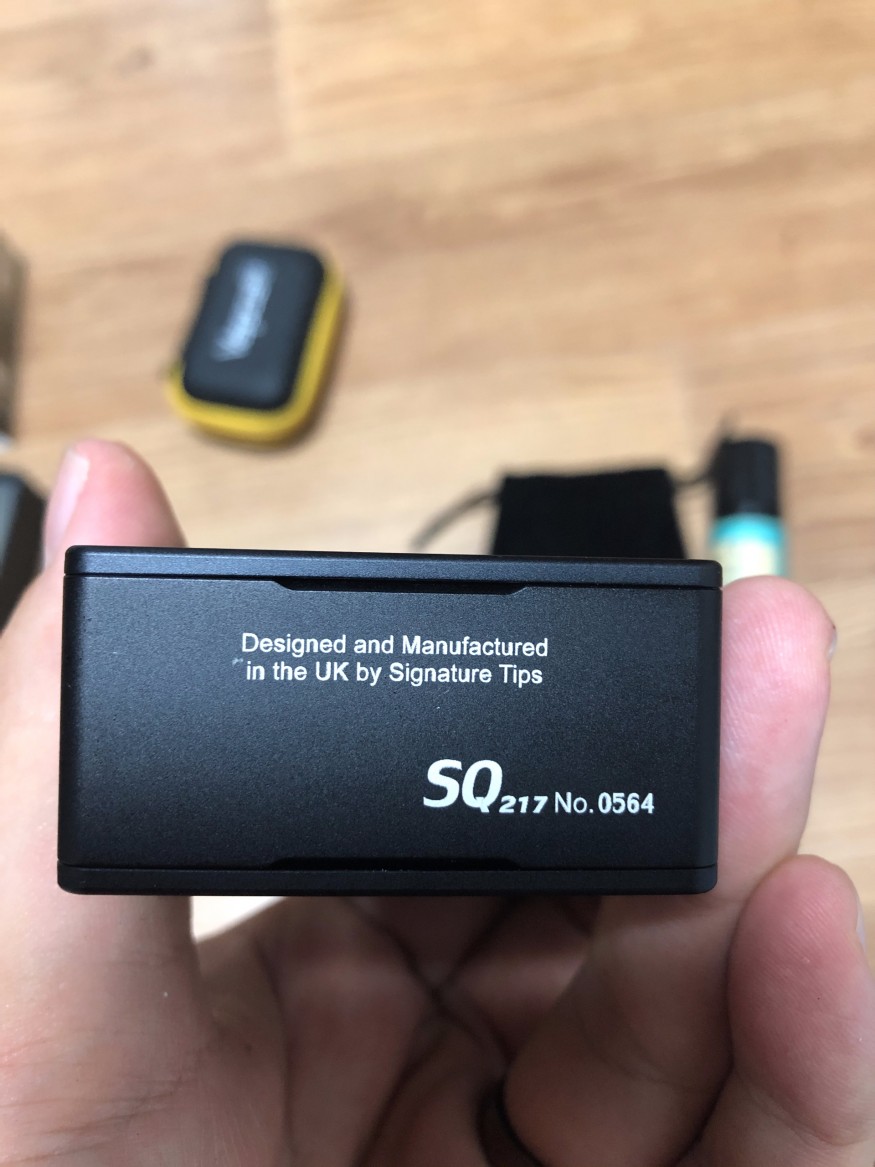 Designed and Manufactured
in the UK by Signature Tips
SQ217 No. 0564